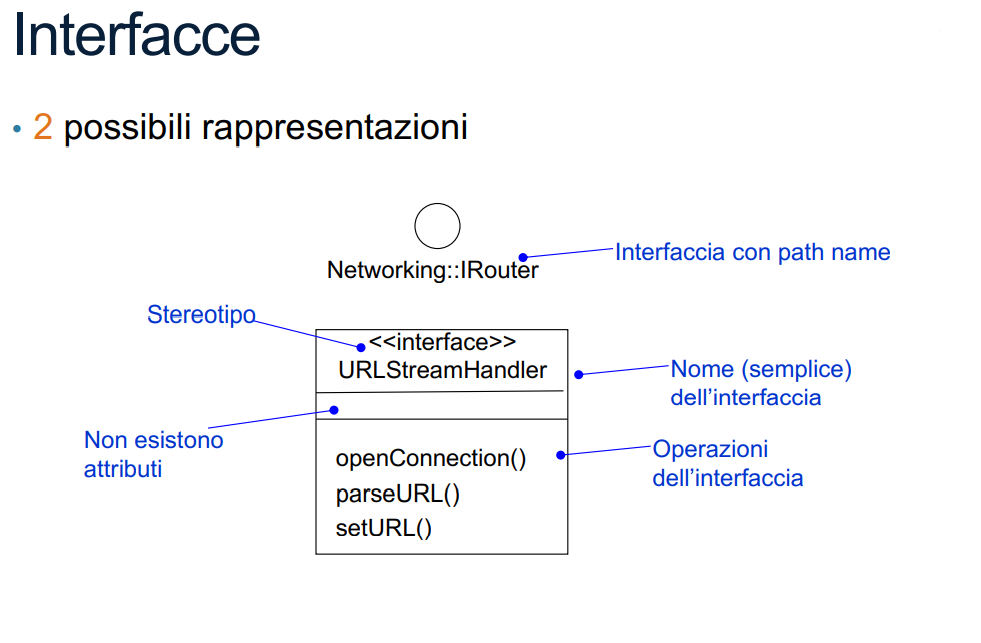 Interfacce
• 2 possibili rappresentazioni
Networking::IRouter
Interfaccia con path name
Stereotipo
<<interface>>
URLStreamHandler
Nome (semplice)
dell'interfaccia
Non esistono
attributi
openConnection()
parseURL()
setURL()
Operazioni
dell'interfaccia